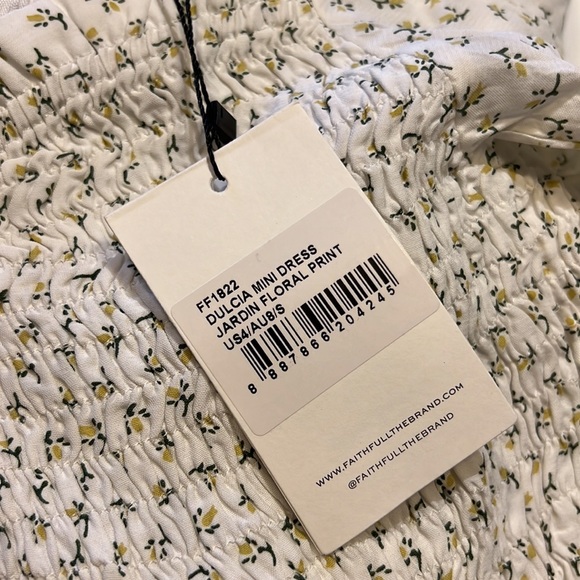 FF1822
DULCIA MINI DRESS
JARDIN FLORAL PRINT
US4/AU8/S
8 887866 204245
WWW.FAITHFULLTHEBRAND.COM
@FAITHFULLTHEBRAND